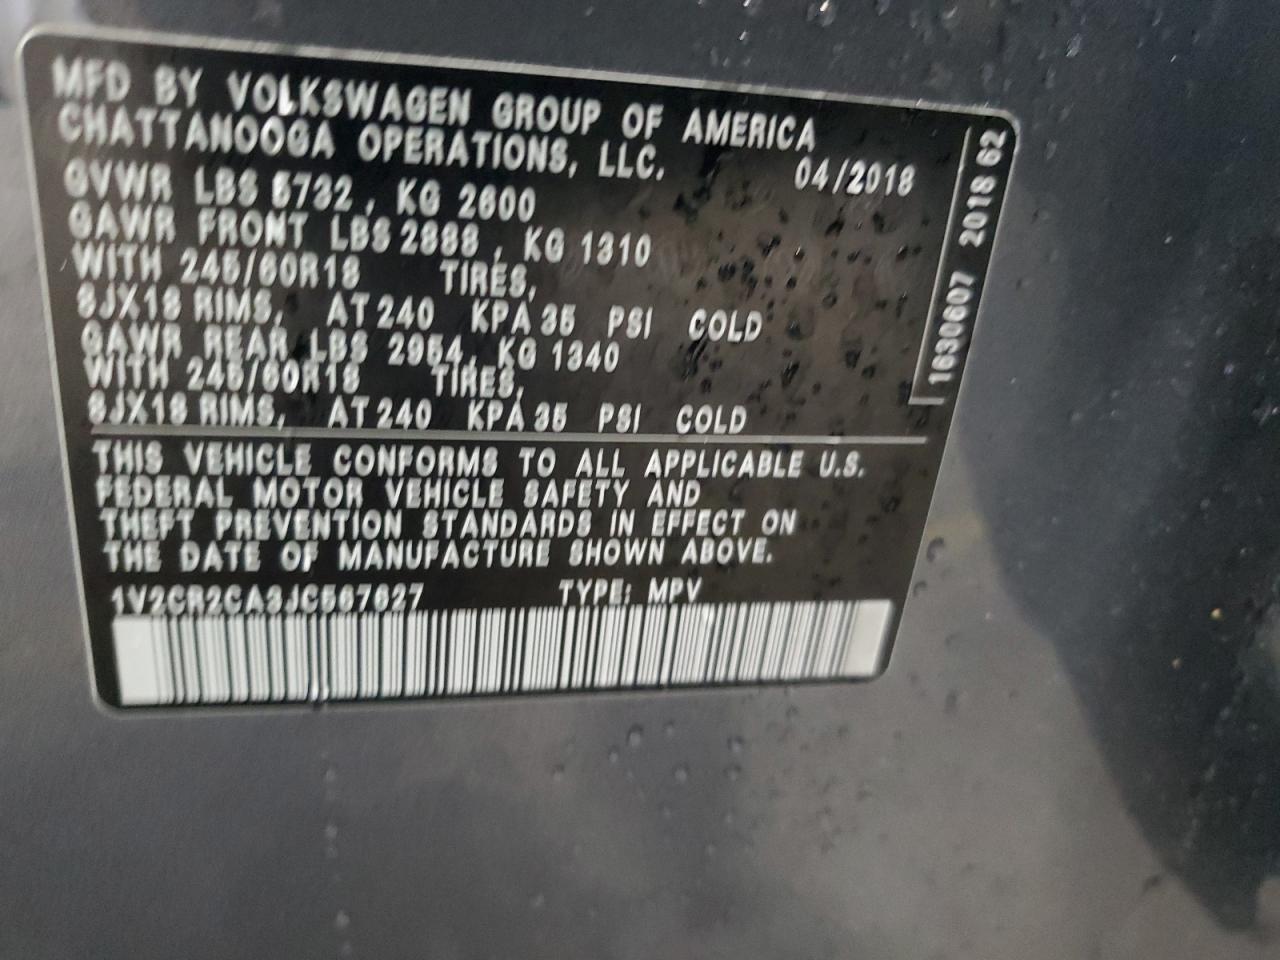 MFD BY VOLKSWAGEN GROUP OF AMERICA
CHATTANOOGA OPERATIONS, LLC.
04/2018
GVWR LBS 5732 , KG 2600
GAWR FRONT LBS 2888 , KG 1310
WITH 245/60R18 TIRES,
8JX18 RIMS, AT 240 KPA 35 PSI COLD
GAWR REAR LBS 2954, KG 1340
WITH 245/60R18 TIRES,
8JX18 RIMS, AT 240 KPA 35 PSI COLD
THIS VEHICLE CONFORMS TO ALL APPLICABLE U.S.
FEDERAL MOTOR VEHICLE SAFETY AND
THEFT PREVENTION STANDARDS IN EFFECT ON
THE DATE OF MANUFACTURE SHOWN ABOVE.
1V2CR2CA3JC567627 TYPE: MPV
1630607 2018 62